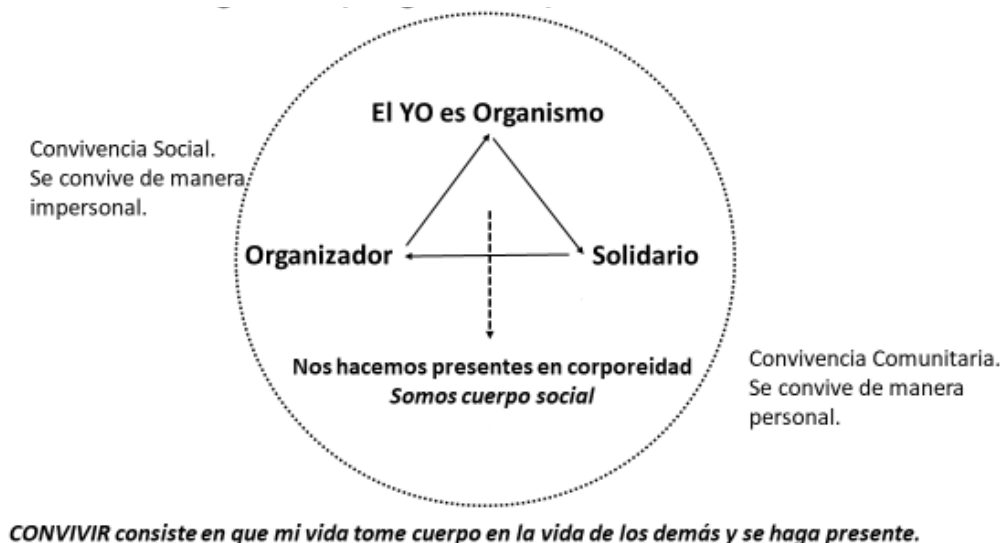 El YO es Organismo
Convivencia Social.
Se convive de manera
impersonal.
Organizador
Solidario
Nos hacemos presentes en corporeidad
Somos cuerpo social
Convivencia Comunitaria.
Se convive de manera
personal.
CONVIVIR consiste en que mi vida tome cuerpo en la vida de los demás y se haga presente.